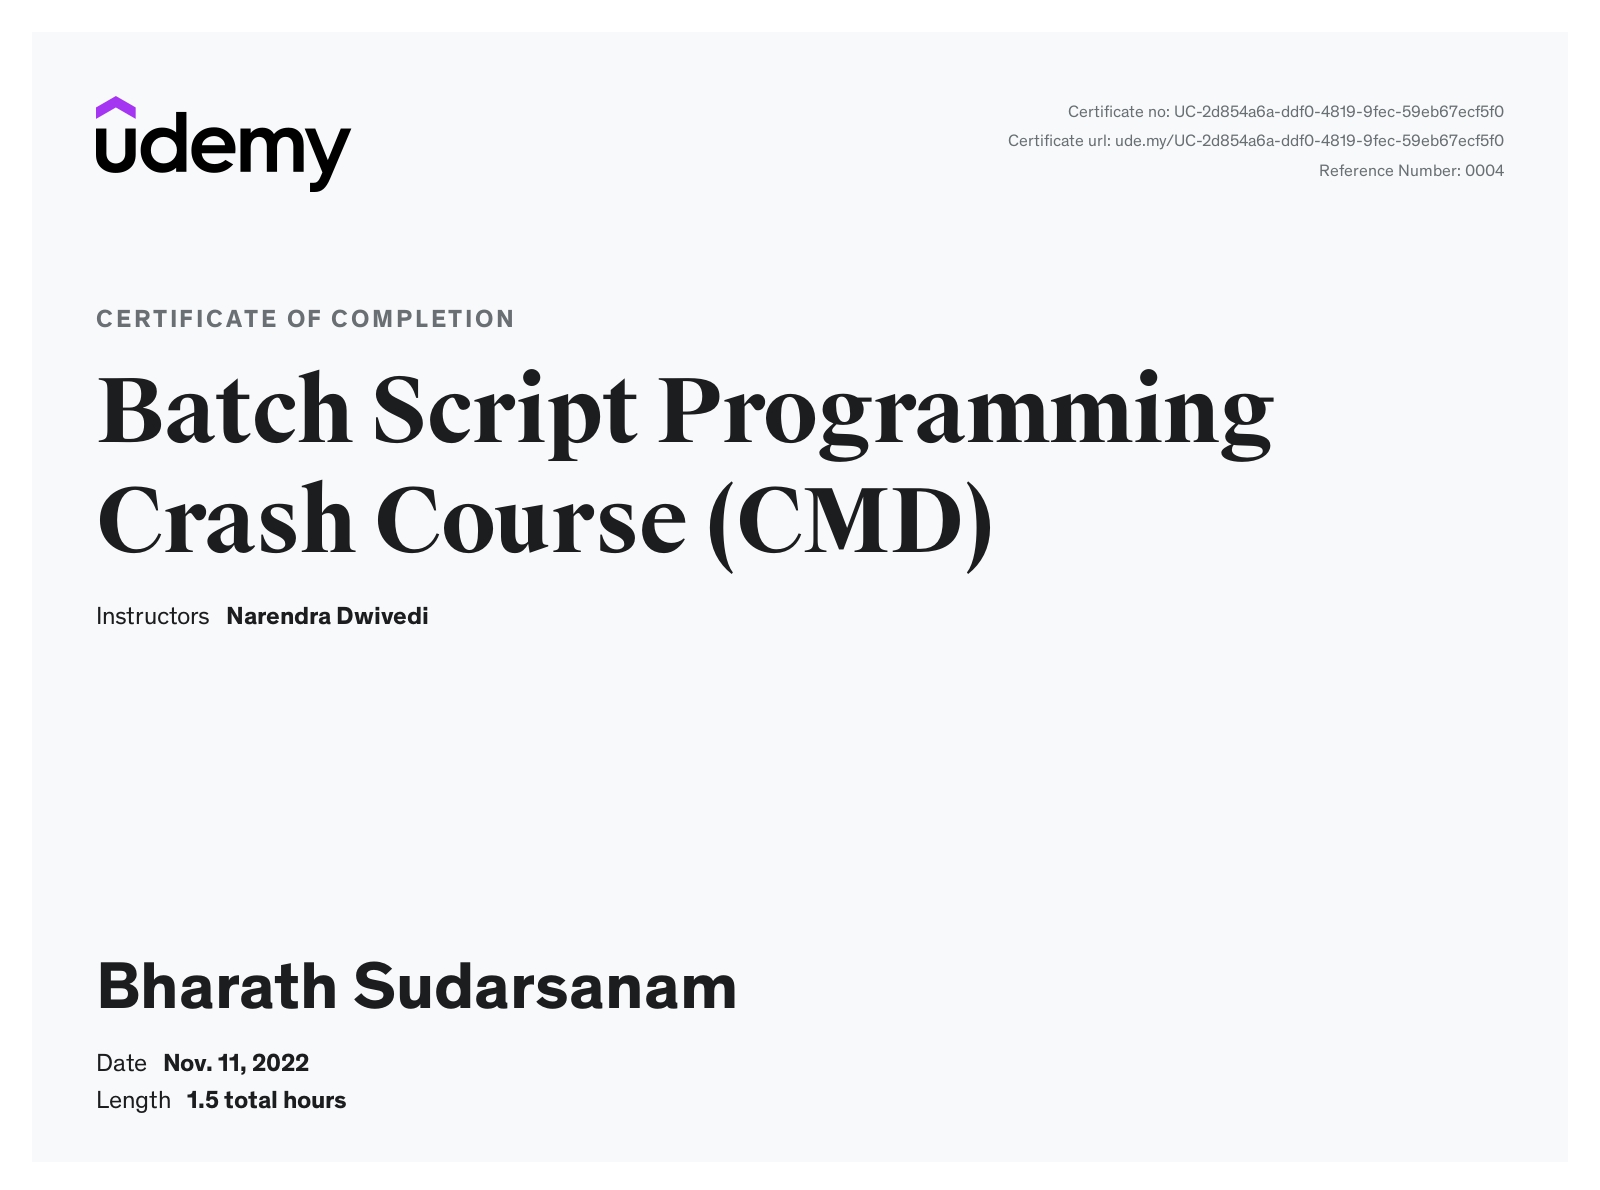 udemy
Certificate no: UC-2d854a6a-ddf0-4819-9fec-59eb67ecf5f0
Certificate url: ude.my/UC-2d854a6a-ddf0-4819-9fec-59eb67ecf5f0
Reference Number: 0004
CERTIFICATE OF COMPLETION
Batch Script Programming
Crash Course (CMD)
Instructors Narendra Dwivedi
Bharath Sudarsanam
Date Nov. 11, 2022
Length 1.5 total hours